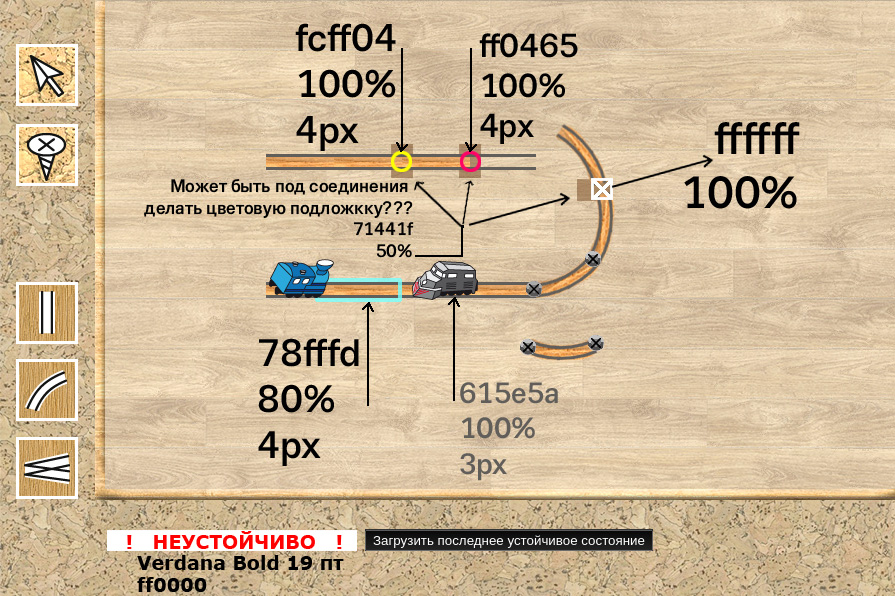 fcff04
100%
4px
ff0465
100%
4px
ffffff
100%
Может быть под соединения
делать цветовую подложкку???
71441f
50%
78fffd
80%
4px
615e5a
100%
3px
! НЕУСТОЙЧИВО !
Загрузить последнее устойчивое состояние
Verdana Bold 19 пт
ff0000